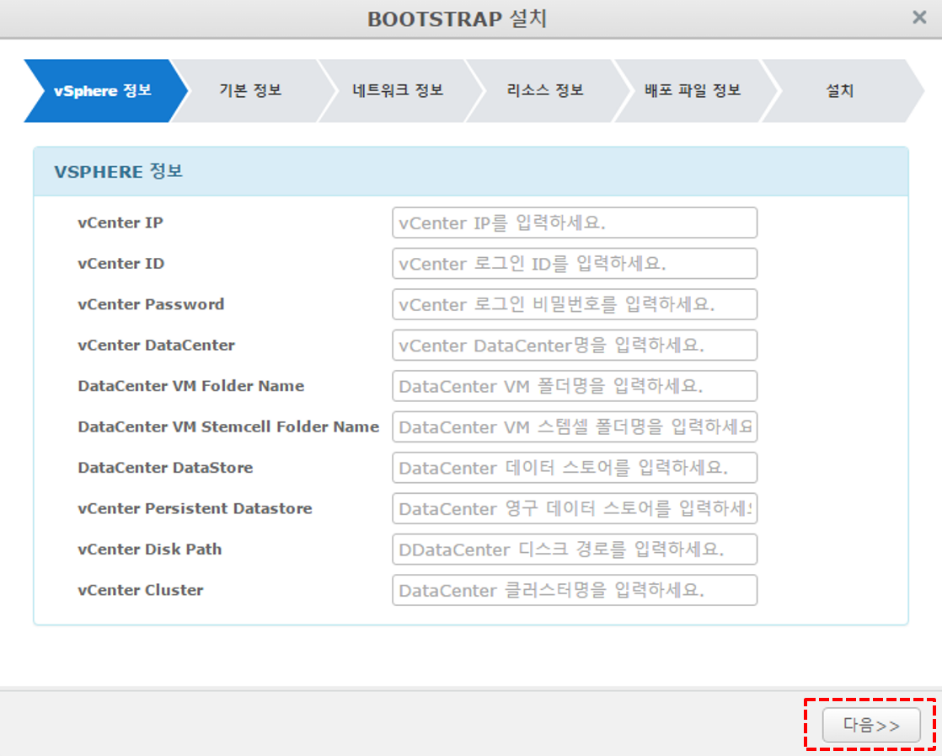 BOOTSTRAP 설치
vSphere 정보
기본 정보
네트워크 정보
리소스 정보
배포 파일 정보
설치
VSPHERE 정보
vCenter IP
vCenter IP를 입력하세요.
vCenter ID
vCenter 로그인 ID를 입력하세요.
vCenter Password
vCenter 로그인 비밀번호를 입력하세요.
vCenter DataCenter
vCenter DataCenter명을 입력하세요.
DataCenter VM Folder Name
DataCenter VM 폴더명을 입력하세요.
DataCenter VM Stemcell Folder Name
DataCenter VM 스템셀 폴더명을 입력하세요
DataCenter DataStore
DataCenter 데이터 스토어를 입력하세요.
vCenter Persistent Datastore
DataCenter 영구 데이터 스토어를 입력하세요
vCenter Disk Path
DDataCenter 디스크 경로를 입력하세요.
vCenter Cluster
DataCenter 클러스터명을 입력하세요.
다음>>